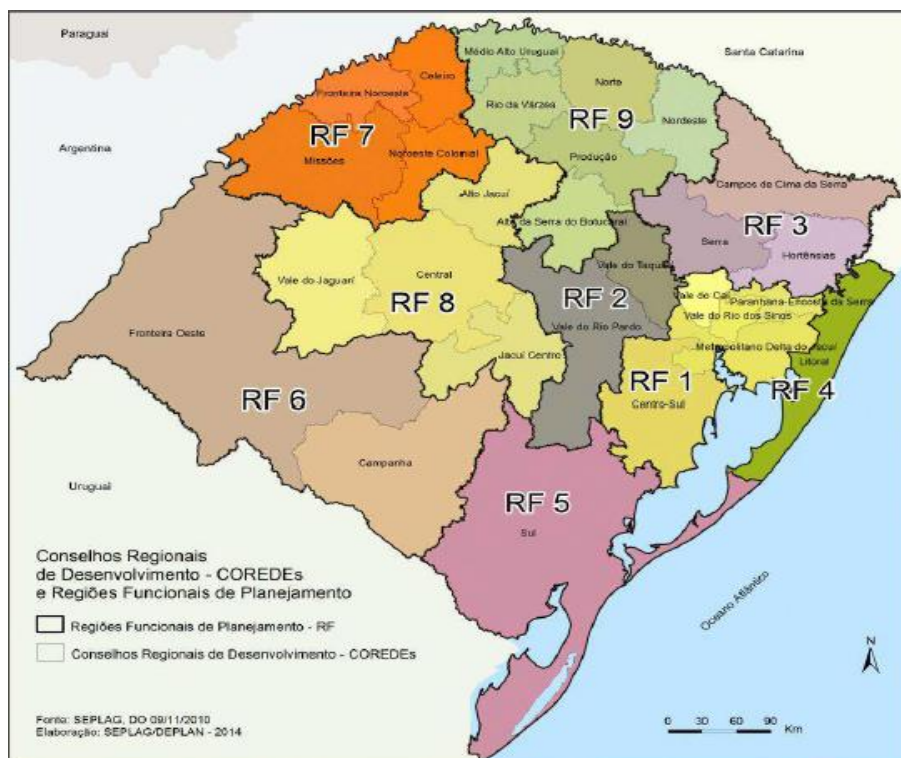 Paraguai
Santa Catarina
Argentina
Médio Alto Uruguai
Celeiro
Norte
Fronteira Noroeste
Rio da Várzea
Nordeste
RF 7
RF 9
Missões
Noroeste Colonial
Produção
Alto Jacuí
Campos de Cima da Serra
Alto da Serra do Botucaraí
RF 3
Serra
Hortênsias
Vale do Jaguarí
Central
Vale do Taquari
RF 8
RF 2
Vale do Caí
Paranhana-Encosta da Serra
Vale do Rio dos Sinos
Vale do Rio Pardo
Fronteira Oeste
Metropolitano Delta do Jacuí
Jacuí Centro
Litoral
RF 1
RF 4
RF 6
Centro-Sul
Campanha
Uruguai
RF 5
Sul
Oceano Atlântico
Conselhos Regionais
de Desenvolvimento - COREDEs
e Regiões Funcionais de Planejamento
Regiões Funcionais de Planejamento - RF
Conselhos Regionais de Desenvolvimento - COREDEs
Fonte: SEPLAG, DO 09/11/2010
Elaboração: SEPLAG/DEPLAN - 2014
N
0 30 60 90
Km